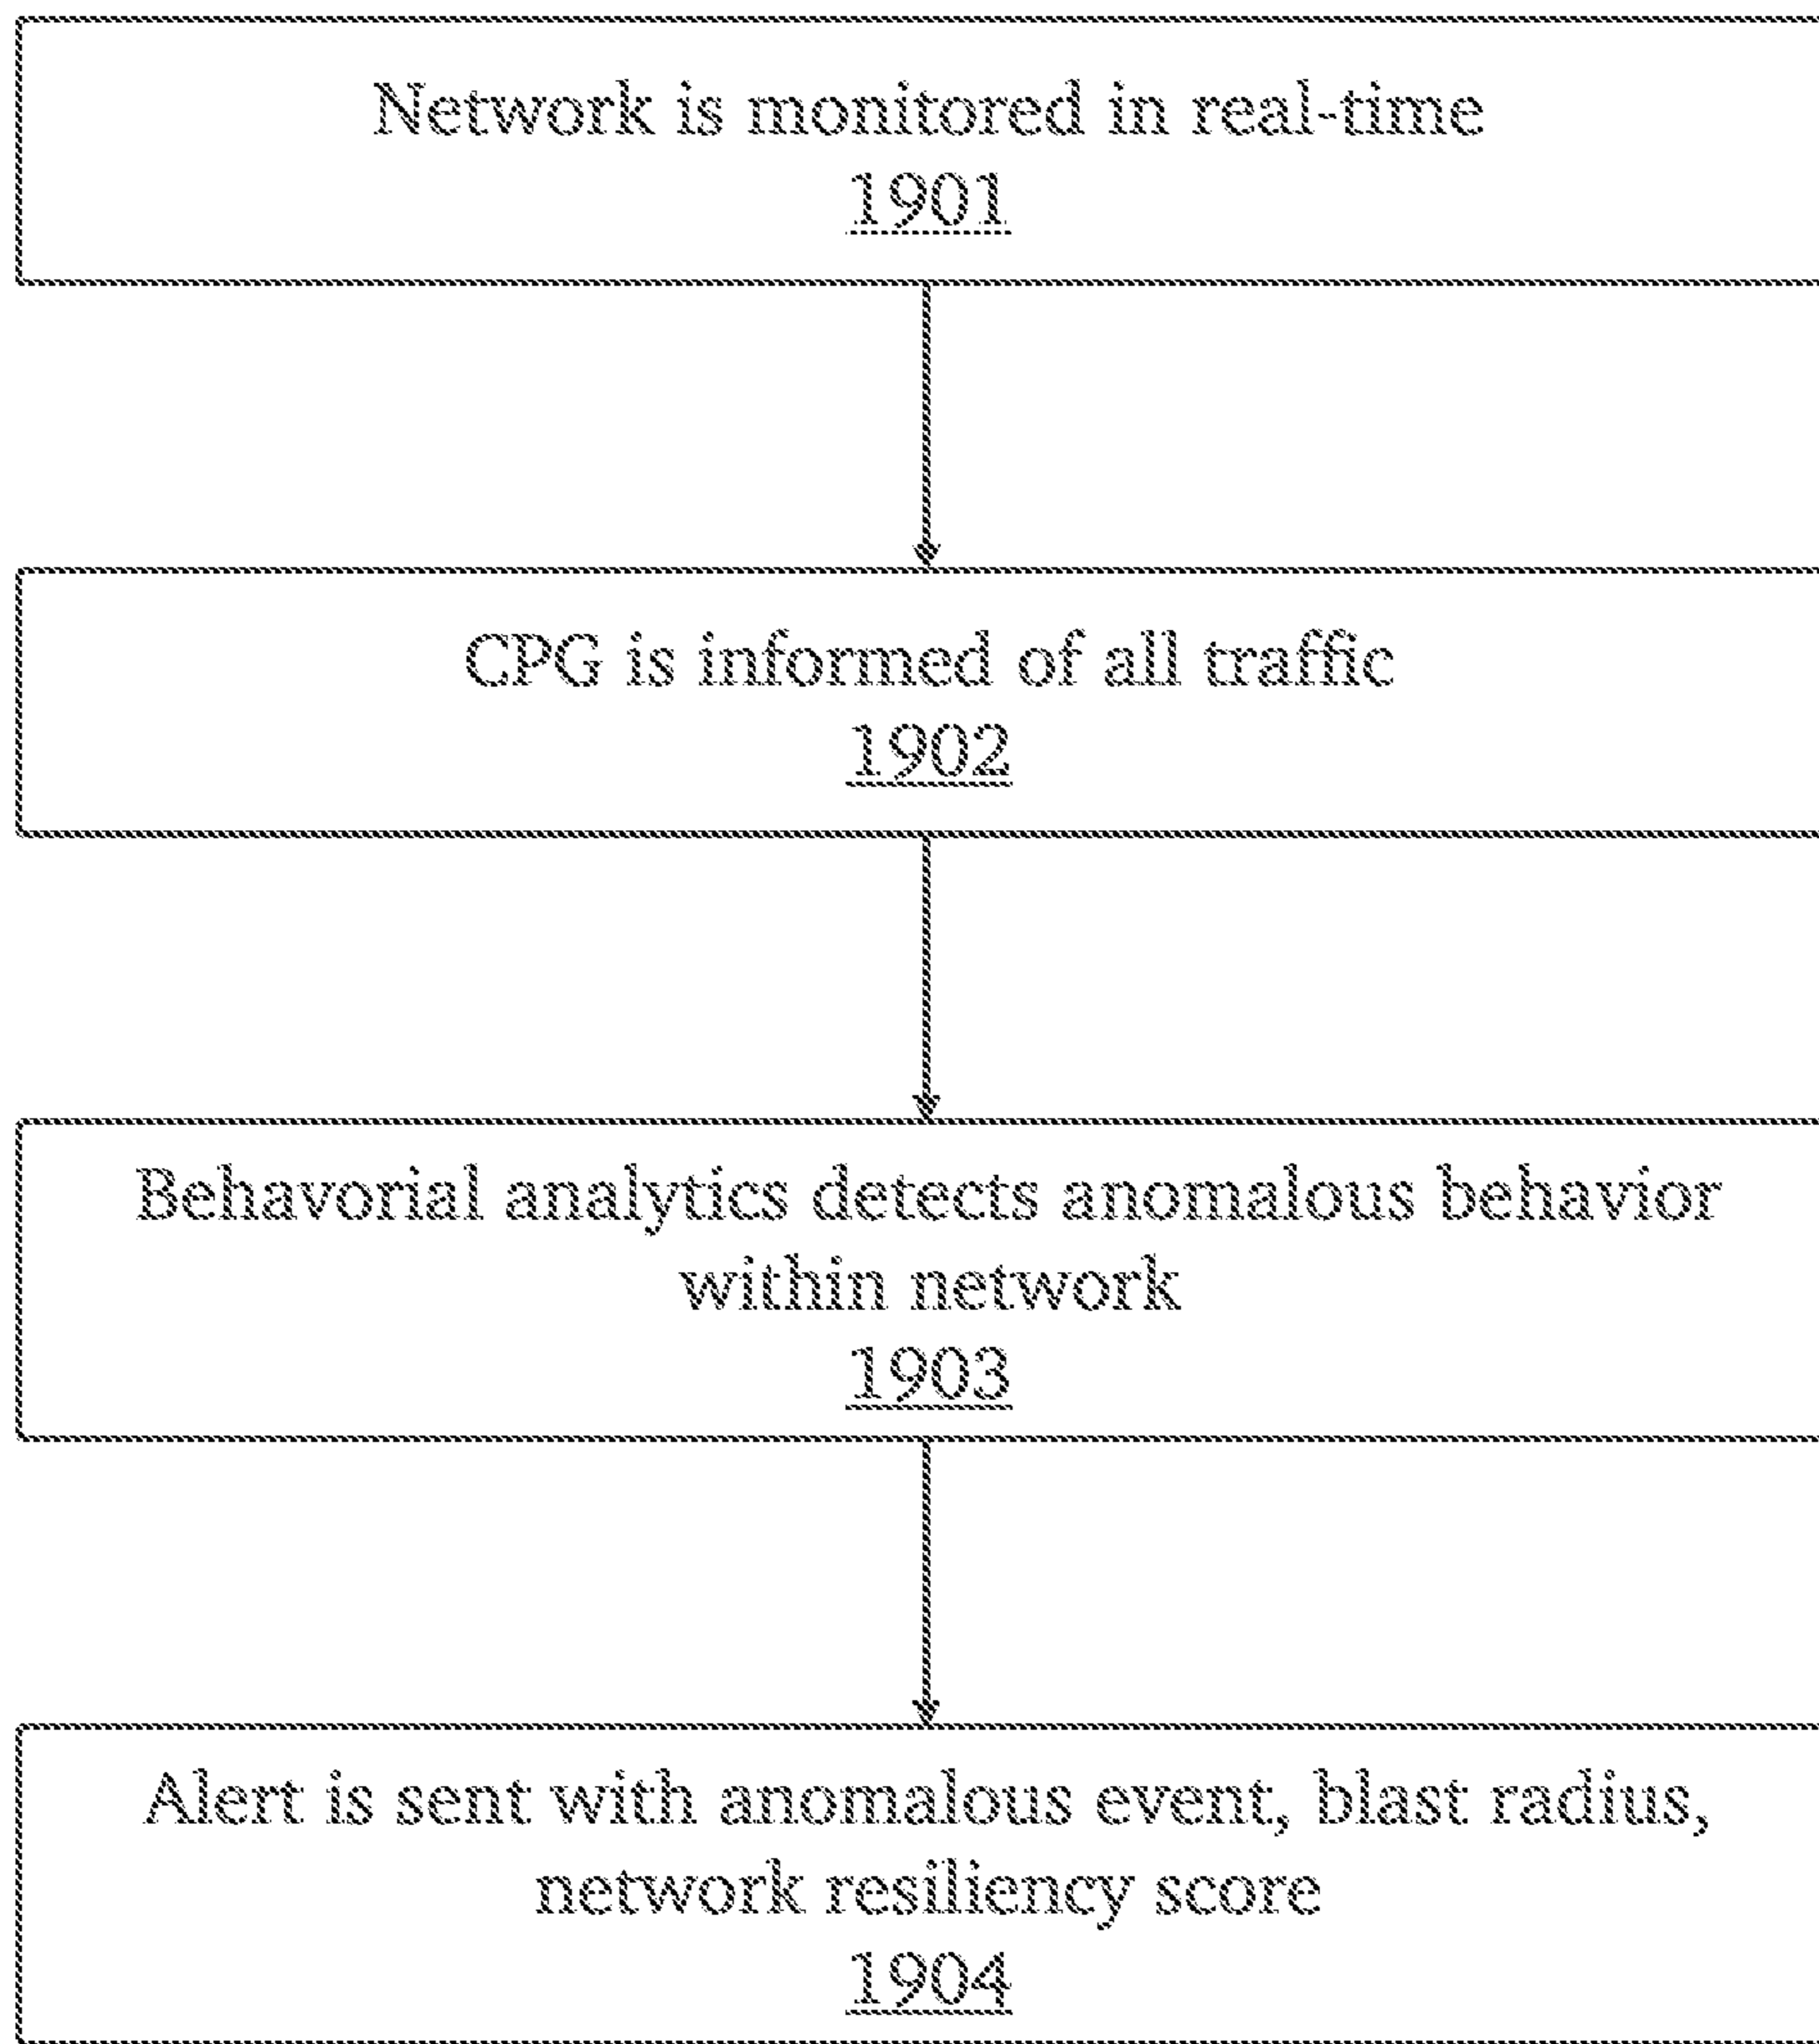 Network is monitored in real-time
1901
CPG is informed of all traffic
1902
Behavorial analytics detects anomalous behavior
within network
1903
Alert is sent with anomalous event, blast radius,
network resiliency score
1904